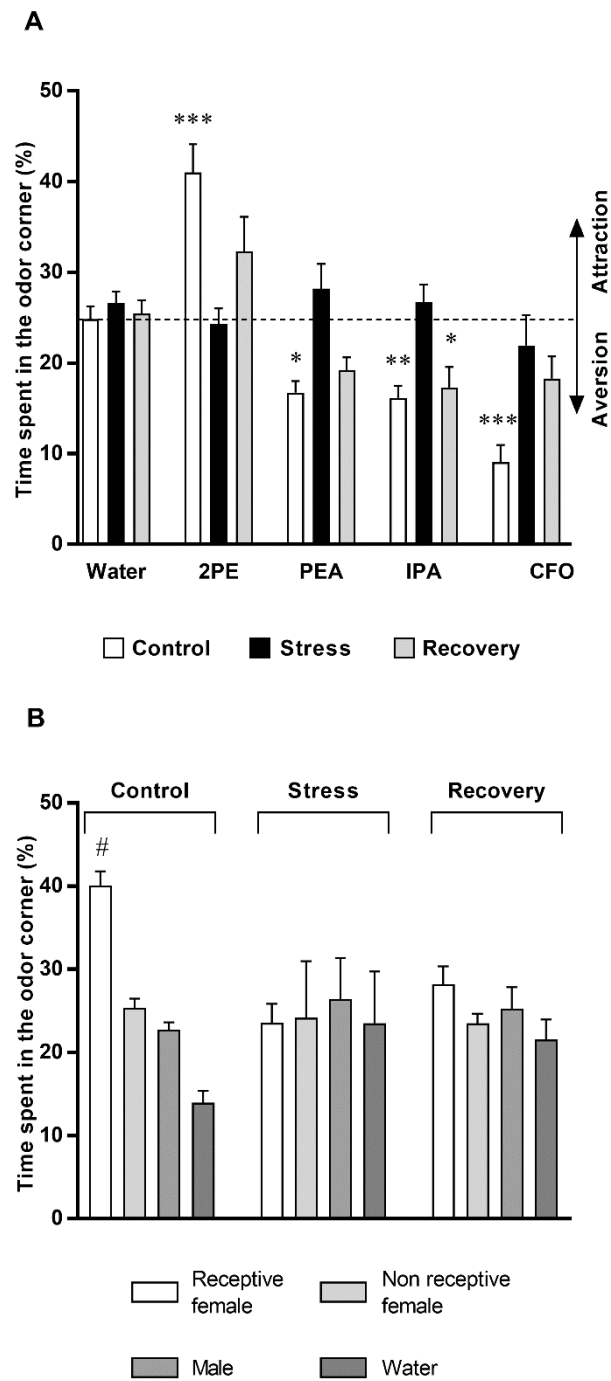 A
Time spent in the odor corner (%)
50
40
30
20
10
0
***
*
**
*
***
Attraction
Aversion
Water 2PE PEA IPA CFO
Control Stress Recovery
B
Time spent in the odor corner (%)
50
40
30
20
10
0
Control Stress Recovery
#
Receptive female
Non receptive female
Male Water